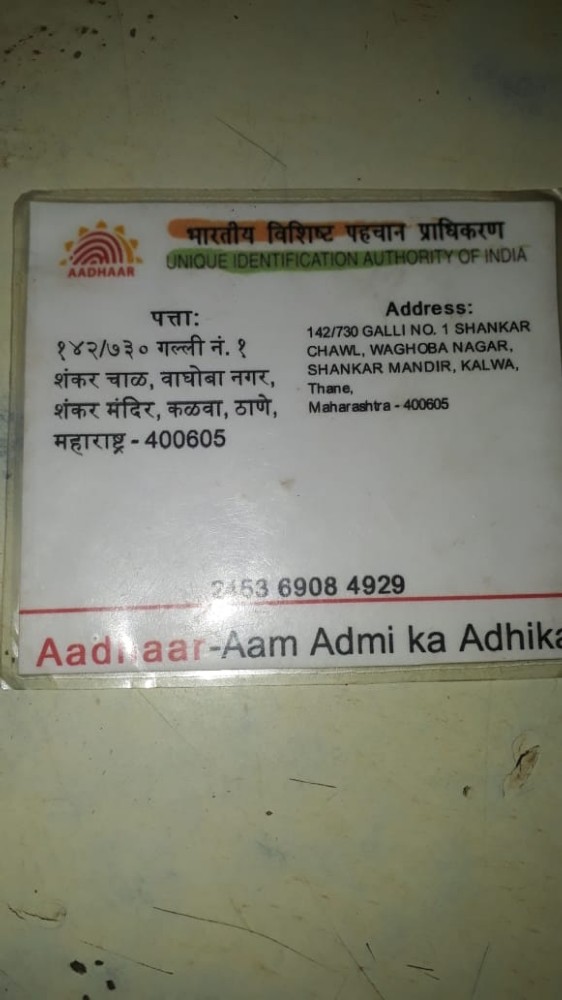 AADHAAR
भारतीय विशिष्ट पहचान प्राधिकरण
UNIQUE IDENTIFICATION AUTHORITY OF INDIA
पत्ता:
१४२/७३० गल्ली नं. १
शंकर चाळ, वाघोबा नगर,
शंकर मंदिर, कळवा, ठाणे,
महाराष्ट्र - 400605
Address:
142/730 GALLI NO. 1 SHANKAR
CHAWL, WAGHOBA NAGAR,
SHANKAR MANDIR, KALWA,
Thane,
Maharashtra - 400605
6908 4929
Aadhaar-Aam Admi ka